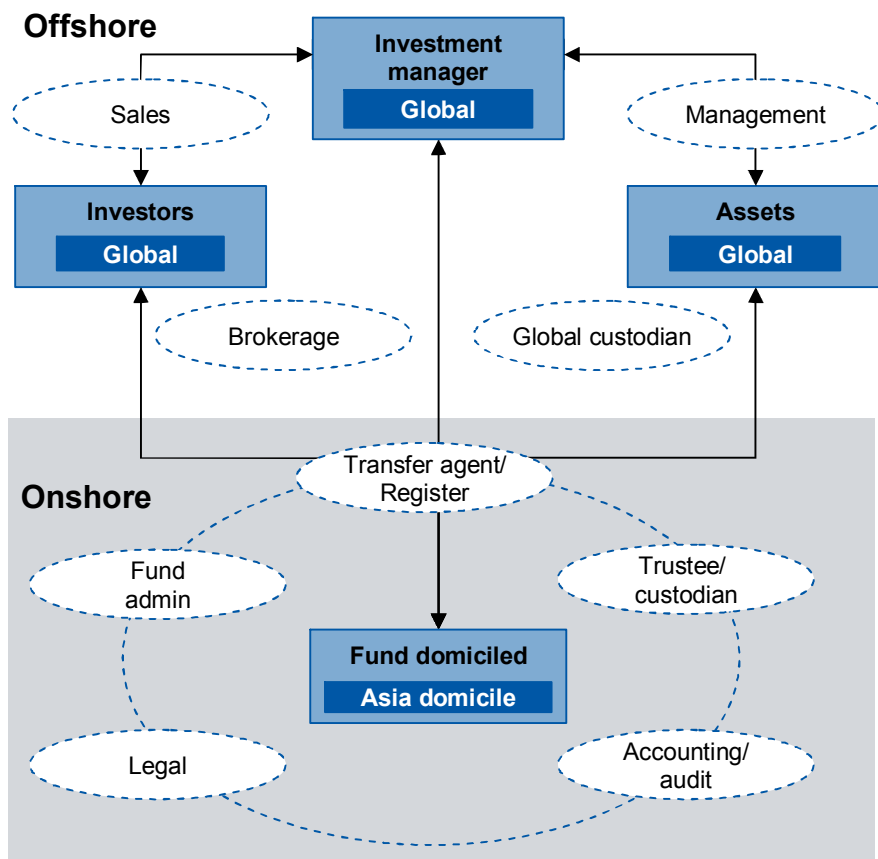 Offshore
Investment
manager
Global
Sales
Management
Investors
Global
Assets
Global
Brokerage
Global custodian
Transfer agent/
Register
Onshore
Fund
admin
Trustee/
custodian
Fund domiciled
Asia domicile
Legal
Accounting/
audit